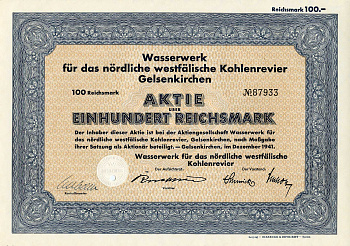 Reichsmark 100.–
Wasserwerk
für das nördliche westfälische Kohlenrevier
Gelsenkirchen
100 Reichsmark
№87933
AKTIE
ÜBER
EINHUNDERT REICHSMARK
Der Inhaber dieser Aktie ist bei der Aktiengesellschaft Wasserwerk für
das nördliche westfälische Kohlenrevier, Gelsenkirchen, nach Maßgabe
ihrer Satzung als Aktionär beteiligt. – Gelsenkirchen, im Dezember 1941.
Wasserwerk für das nördliche westfälische
Kohlenrevier
Der Aufsichtsrat:
Der Vorstand: